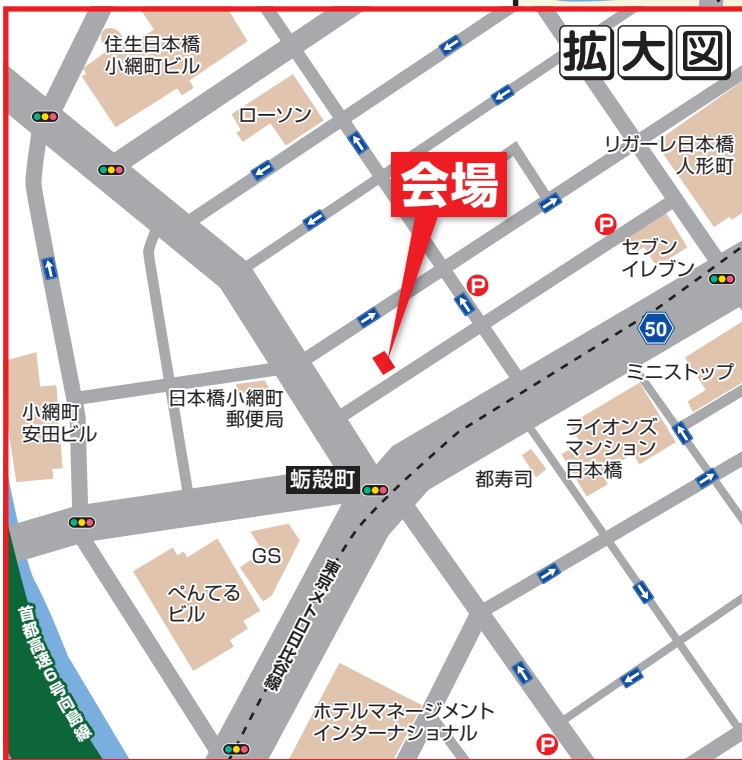 拡大図
住生日本橋
小網町ビル
ローソン
リガーレ日本橋
人形町
会場
P
セブン
イレブン
P
50
ミニストップ
日本橋小網町
郵便局
小網町
安田ビル
ライオンズ
マンション
日本橋
蛎殻町
都寿司
GS
ぺんてる
ビル
東京メトロ日比谷線
首都高速6号向島線
ホテルマネージメント
インターナショナル
P